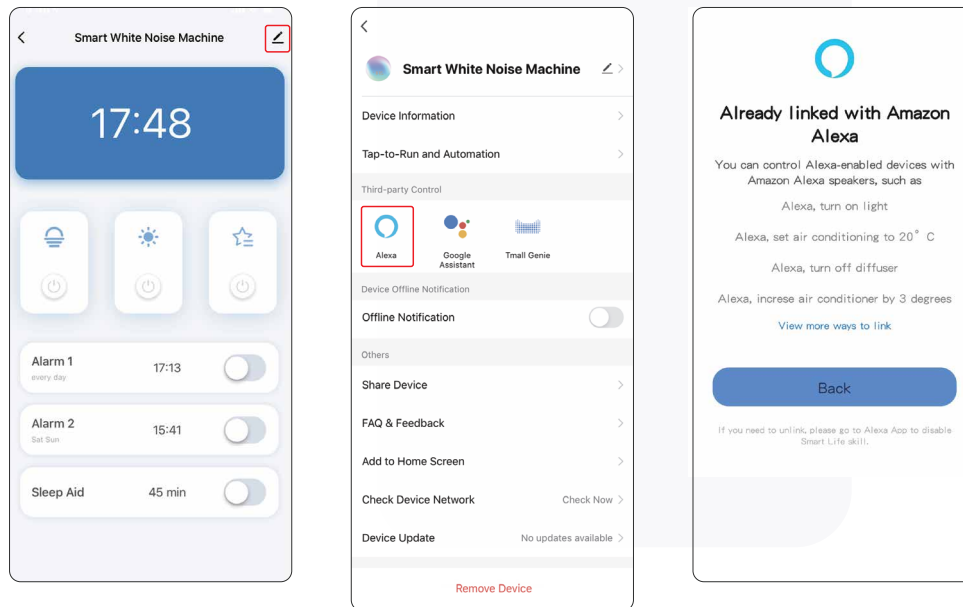 Smart White Noise Machine
17:48
Alarm 1 17:13
every day
Alarm 2 15:41
Sat Sun
Sleep Aid 45 min
Smart White Noise Machine
Device Information
Tap-to-Run and Automation
Third-party Control
Alexa Google Tmall Genie
Assistant
Device Offline Notification
Offline Notification
Others
Share Device
FAQ & Feedback
Add to Home Screen
Check Device Network Check Now
Device Update No updates available
Remove Device
Already linked with Amazon
Alexa
You can control Alexa-enabled devices with
Amazon Alexa speakers, such as
Alexa, turn on light
Alexa, set air conditioning to 20° C
Alexa, turn off diffuser
Alexa, increse air conditioner by 3 degrees
View more ways to link
Back
If you need to unlink, please go to Alexa App to disable
Smart Life skill.